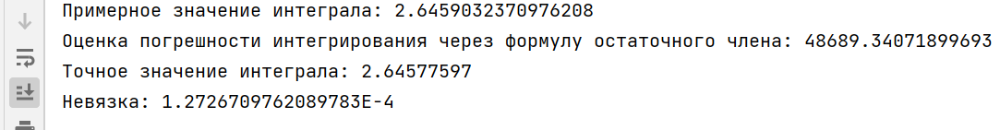 Примерное значение интеграла: 2.6459032370976208
Оценка погрешности интегрирования через формулу остаточного члена: 48689.34071899693
Точное значение интеграла: 2.64577597
Невязка: 1.2726709762089783E-4